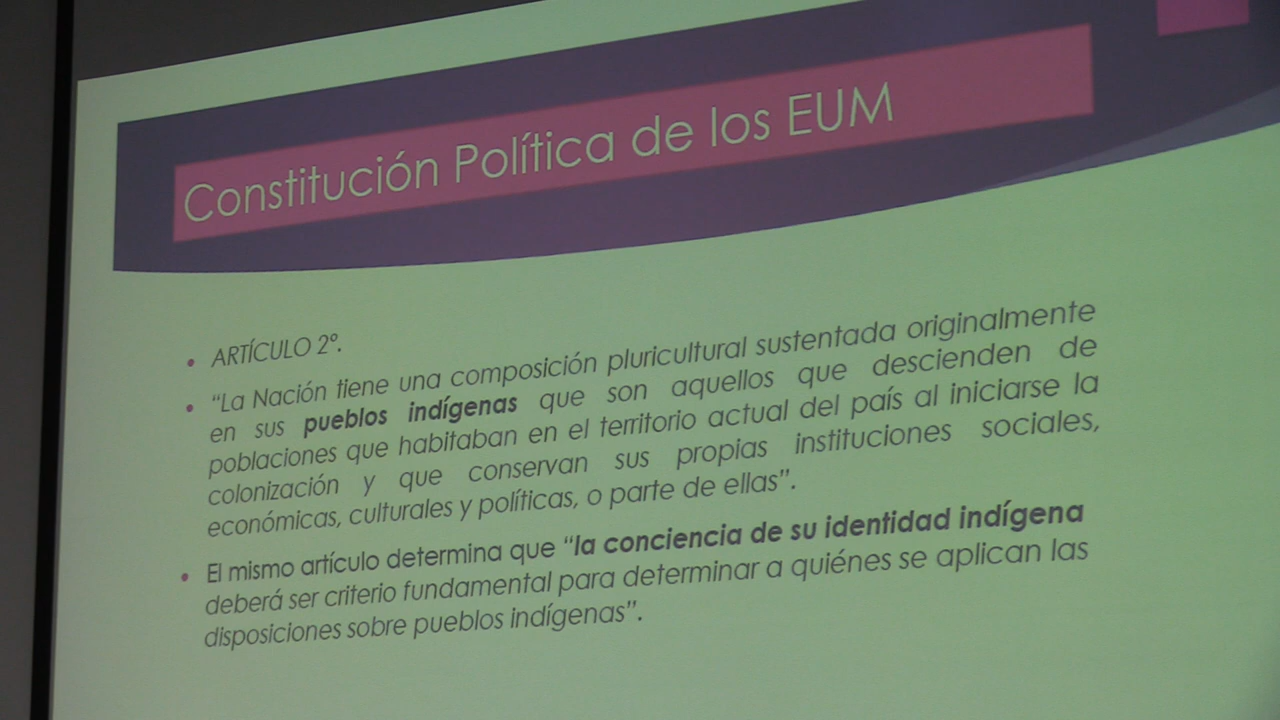 Constitución Política de los EUM
• ARTÍCULO 2º.
• “La Nación tiene una composición pluricultural sustentada originalmente
en sus pueblos indígenas que son aquellos que descienden de
poblaciones que habitaban en el territorio actual del país al iniciarse la
colonización y que conservan sus propias instituciones sociales,
económicas, culturales y políticas, o parte de ellas”.
• El mismo artículo determina que “la conciencia de su identidad indígena
deberá ser criterio fundamental para determinar a quiénes se aplican las
disposiciones sobre pueblos indígenas”.